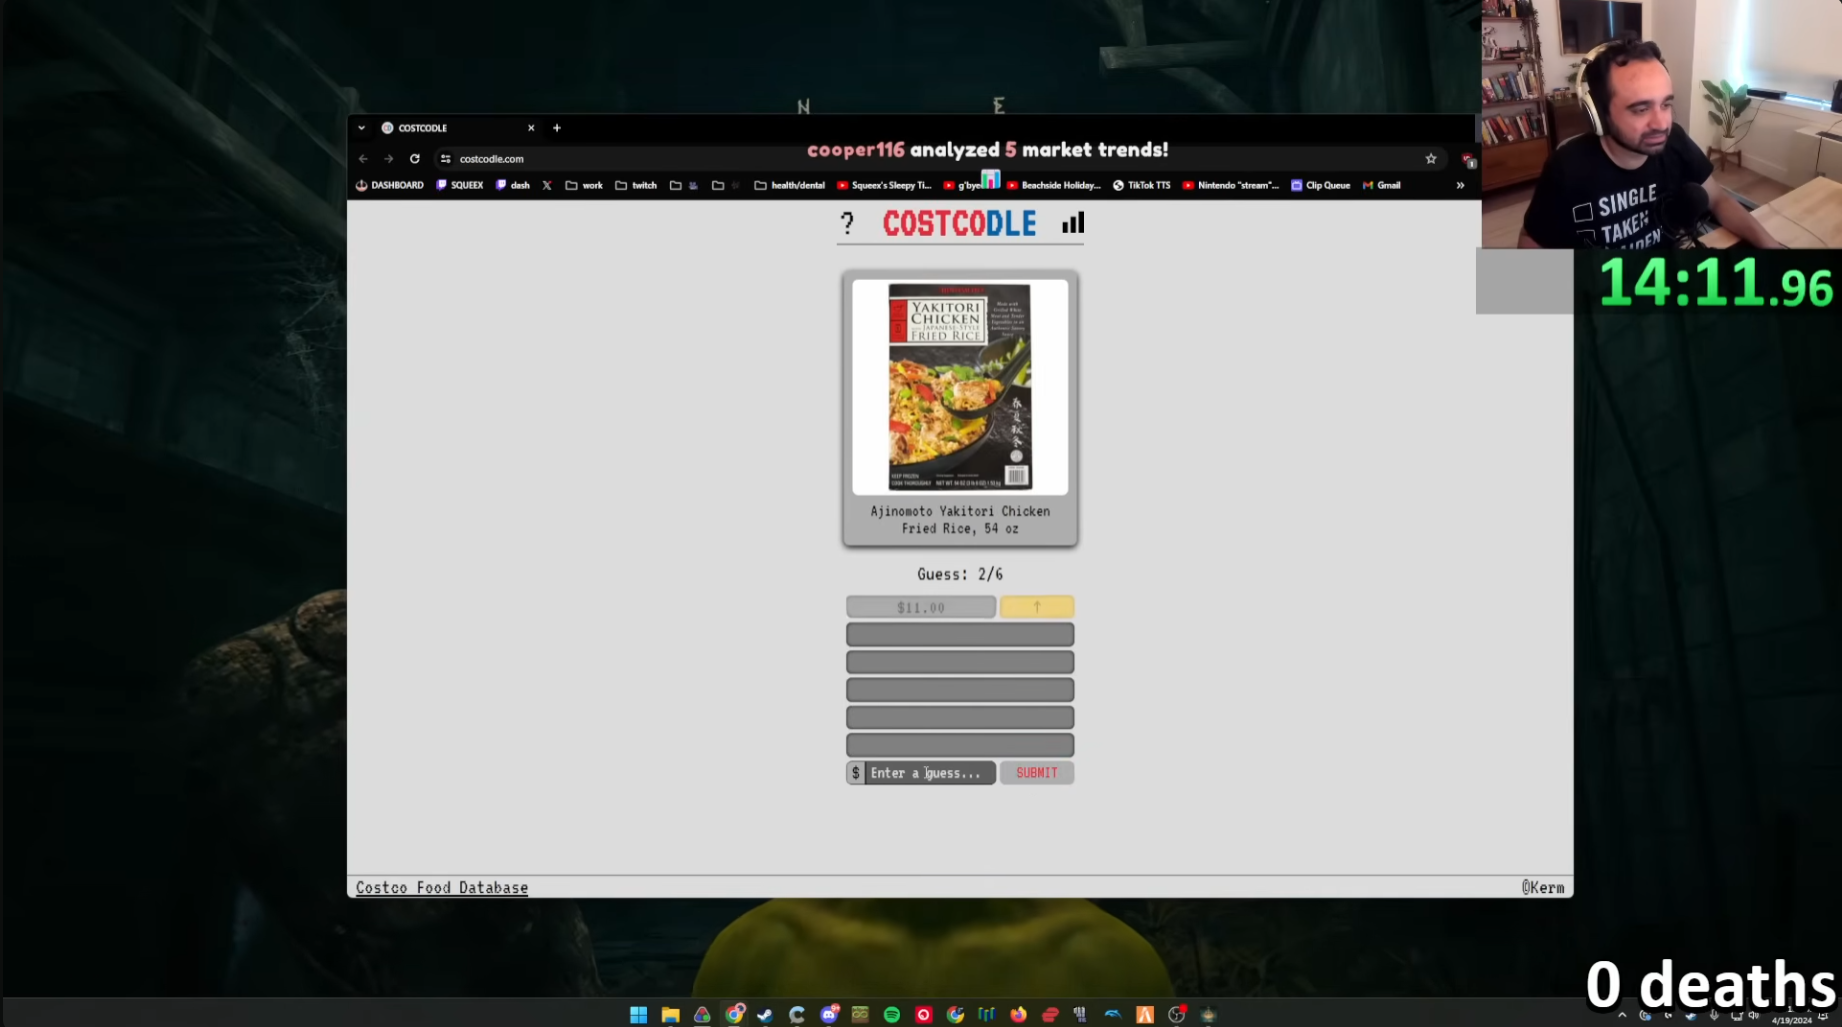 N E
COSTCODLE
cooper116 analyzed 5 market trends!
costcodle.com
DASHBOARD SQUEEX dash work twitch health/dental Squeex's Sleepy Ti... g'bye Beachside Holiday... TikTok TTS Nintendo "stream"... Clip Queue Gmail »
? COSTCODLE
SINGLE
TAKEN
14:11.96
YAKITORI
CHICKEN
JAPANESE-STYLE
FRIED RICE
Ajinomoto Yakitori Chicken
Fried Rice, 54 oz
Guess: 2/6
$11.00 ↑
$ Enter a guess... SUBMIT
Costco Food Database
@Kerm
0 deaths
4/19/2024